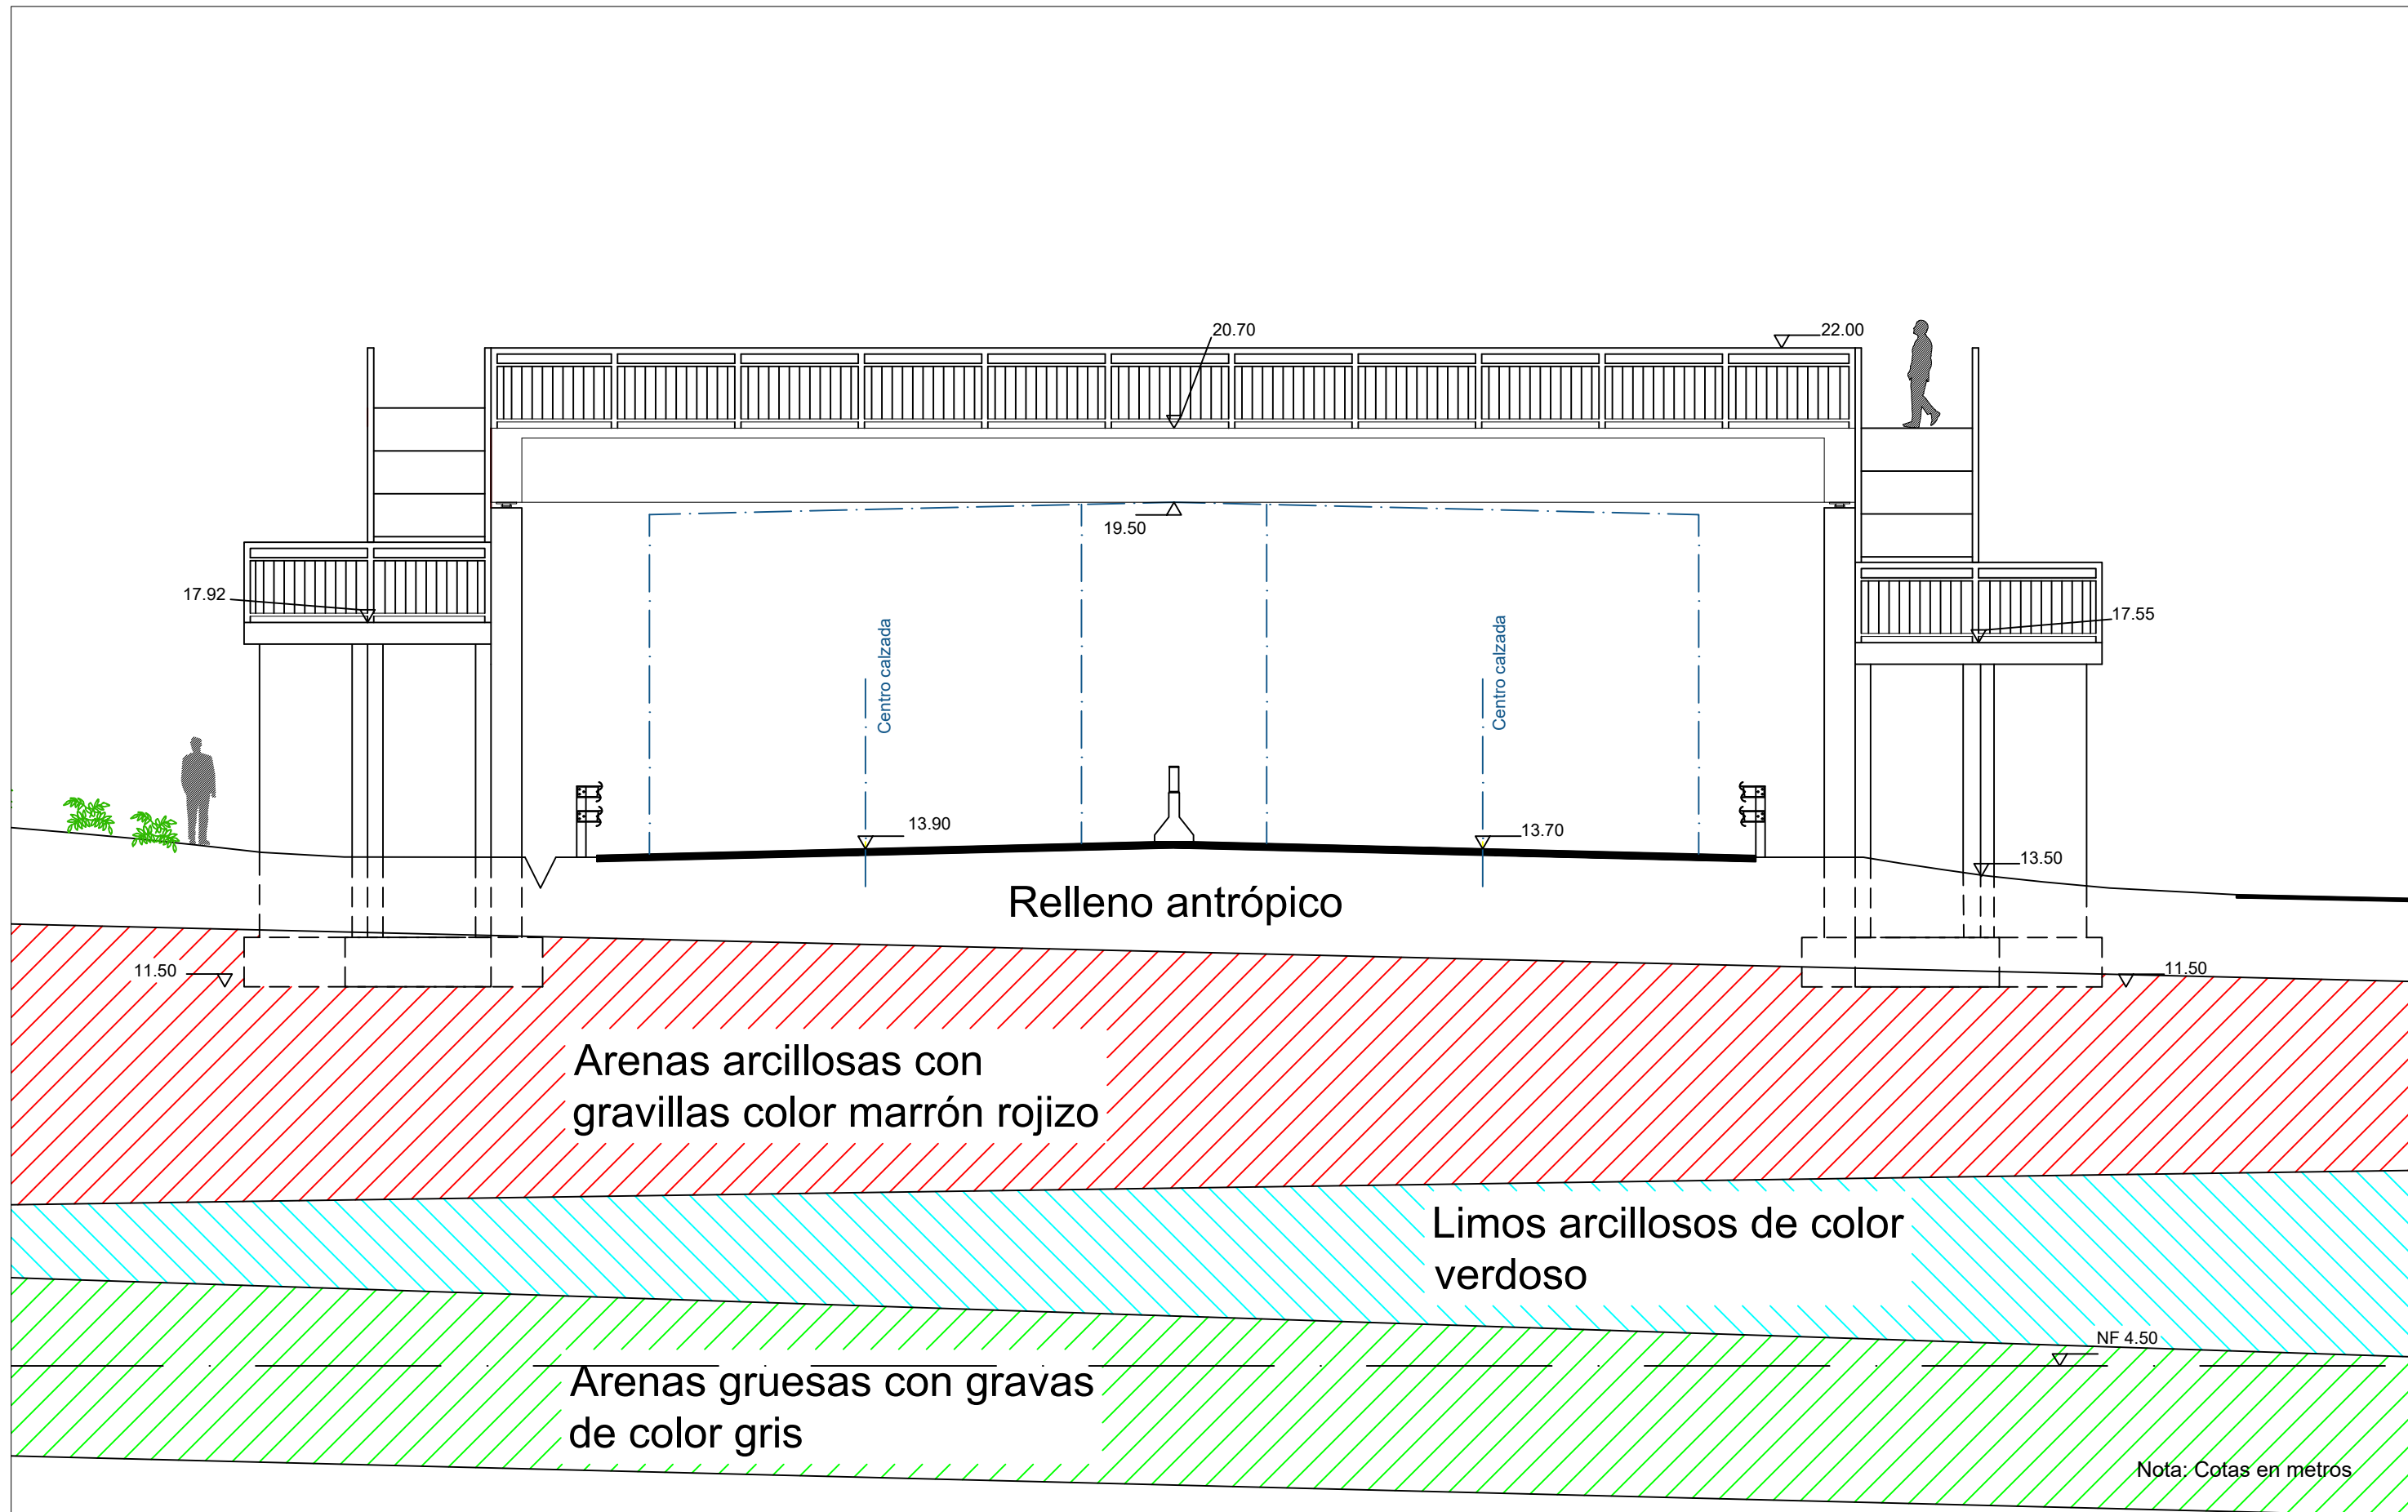 20.70
22.00
19.50
17.92
17.55
Centro calzada
Centro calzada
13.90
13.70
13.50
Relleno antrópico
11.50
11.50
Arenas arcillosas con
gravillas color marrón rojizo
Limos arcillosos de color
verdoso
NF 4.50
Arenas gruesas con gravas
de color gris
Nota: Cotas en metros